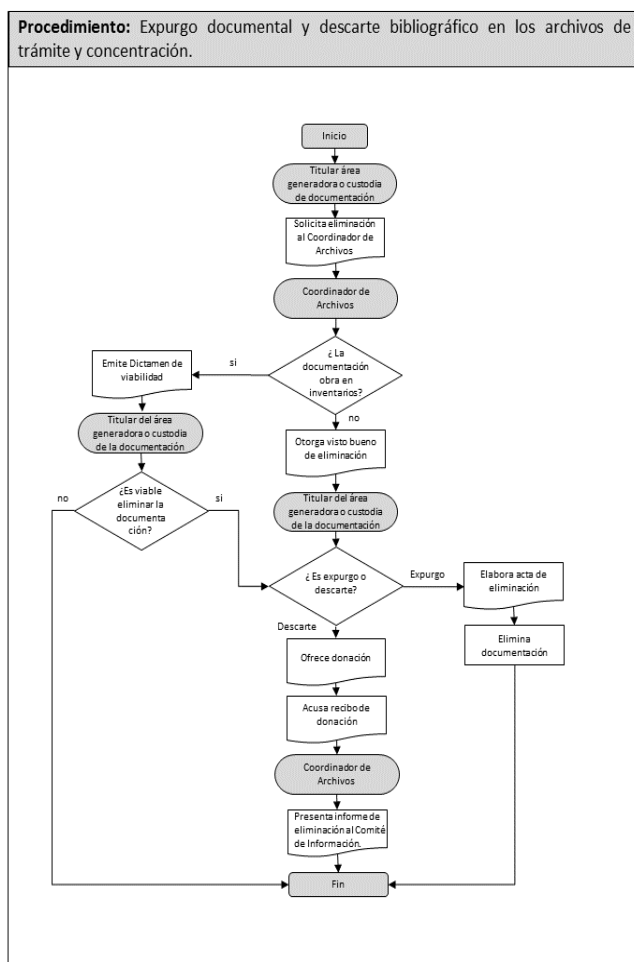 Procedimiento: Expurgo documental y descarte bibliográfico en los archivos de
trámite y concentración.
Inicio
Titular área
generadora o custodia
de documentación
Solicita eliminación
al Coordinador de
Archivos
Coordinador de
Archivos
¿ La
documentación
obra en
inventarios?
si
Emite Dictamen de
viabilidad
Titular del área
generadora o custodia
de la documentación
¿Es viable
eliminar la
documenta
ción?
no
si
no
Otorga visto bueno
de eliminación
Titular del área
generadora o custodia
de la documentación
¿ Es expurgo o
descarte?
Expurgo
Elabora acta de
eliminación
Elimina
documentación
Descarte
Ofrece donación
Acusa recibo de
donación
Coordinador de
Archivos
Presenta informe de
eliminación al Comité
de Información.
Fin